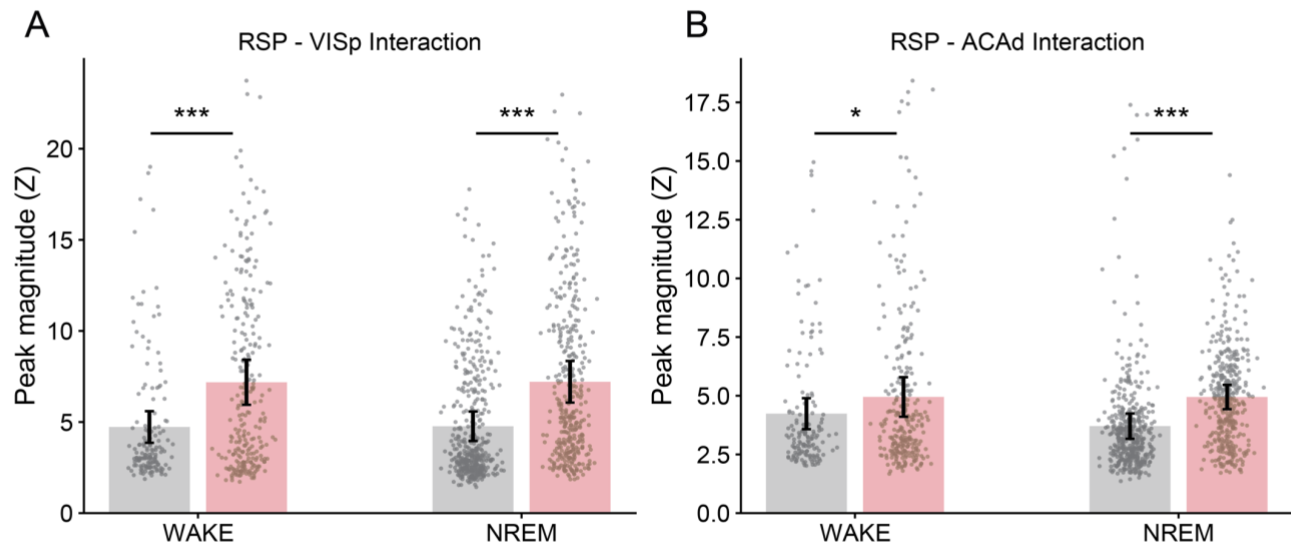 A
RSP - VISp Interaction
Peak magnitude (Z)
20
15
10
5
0
***
***
WAKE
NREM
B
RSP - ACAd Interaction
Peak magnitude (Z)
17.5
15.0
12.5
10.0
7.5
5.0
2.5
0.0
*
***
WAKE
NREM